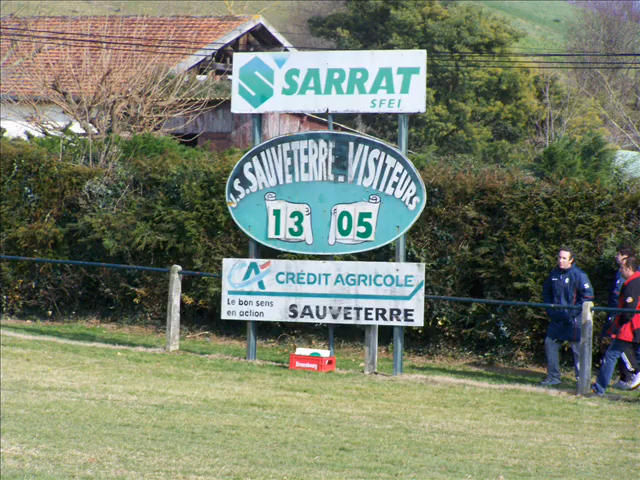 SARRAT
SFEI
U.S.SAUVETERRE.VISITEURS
13 05
CRÉDIT AGRICOLE
Le bon sens
en action
SAUVETERRE